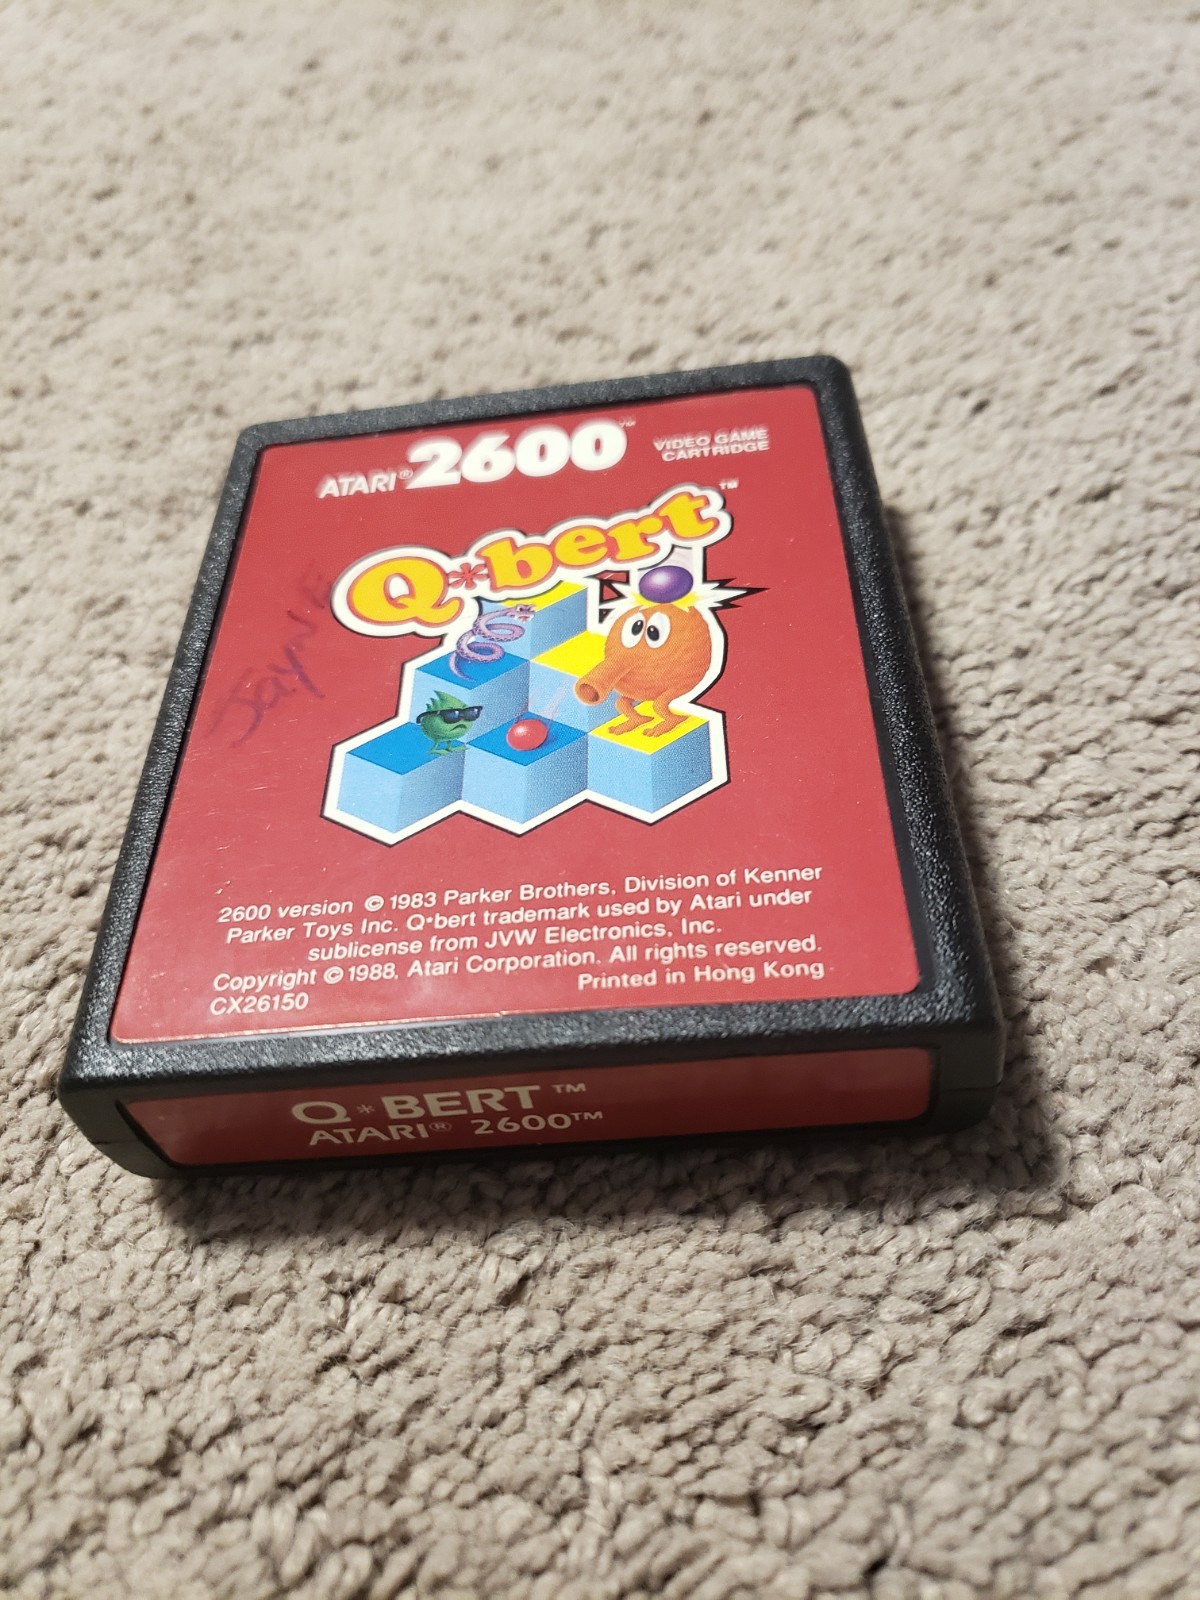 ATARI® 2600™
VIDEO GAME
CARTRIDGE
Q*bert™
Jayne
2600 version © 1983 Parker Brothers, Division of Kenner
Parker Toys Inc. Q*bert trademark used by Atari under
sublicense from JVW Electronics, Inc.
Copyright © 1988, Atari Corporation. All rights reserved.
CX26150
Printed in Hong Kong
Q*BERT™
ATARI® 2600™